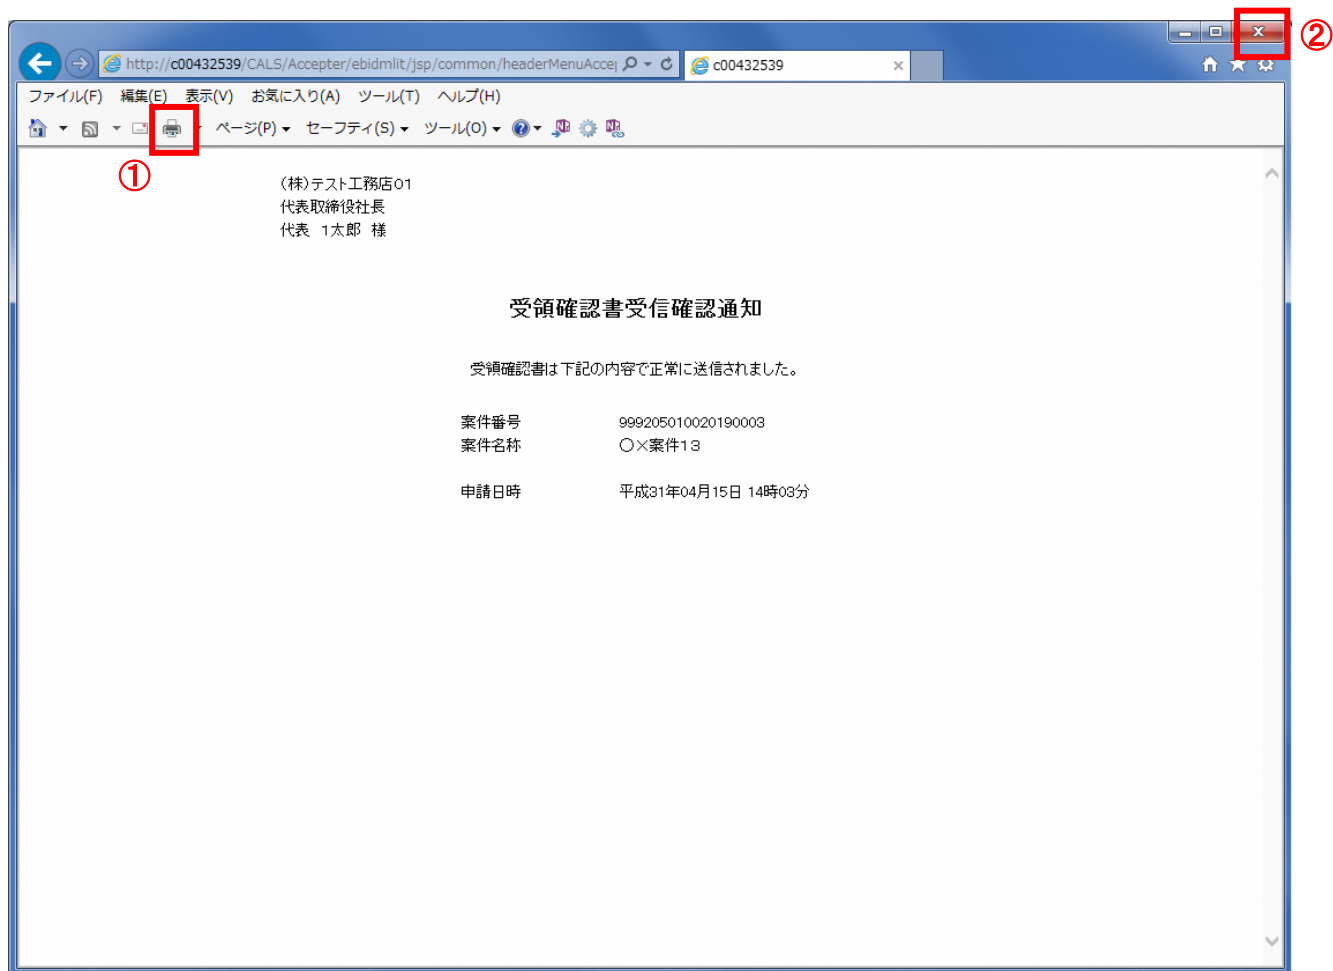 ②
http://c00432539/CALS/Accepter/ebidmlit/jsp/common/headerMenuAccej
c00432539
ファイル(F) 編集(E) 表示(V) お気に入り(A) ツール(T) ヘルプ(H)
ページ(P) セーフティ(S) ツール(O)
①
(株)テスト工務店01
代表取締役社長
代表 1太郎 様
受領確認書受信確認通知
受領確認書は下記の内容で正常に送信されました。
案件番号 999205010020190003
案件名称 ○×案件13
申請日時 平成31年04月15日 14時03分